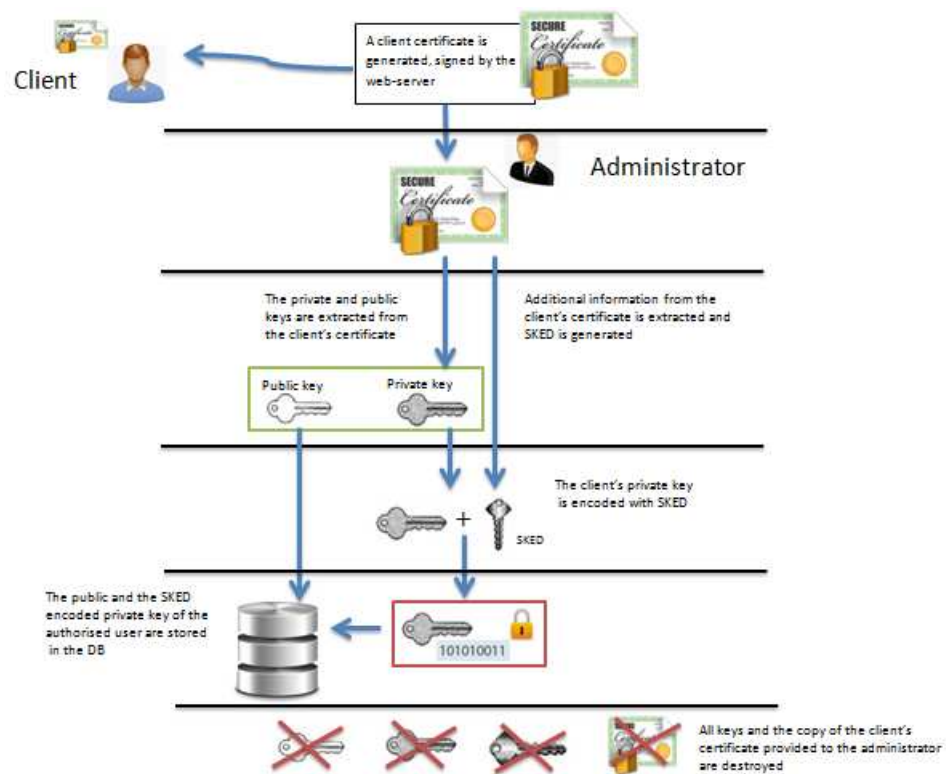 A client certificate is
generated, signed by the
web-server
SECURE
Certificate
Client
Administrator
SECURE
Certificate
The private and public
keys are extracted from
the client's certificate
Additional information from the
client's certificate is extracted and
SKED is generated
Public key
Private key
The client's private key
is encoded with SKED
+
SKED
The public and the SKED
encoded private key of the
authorised user are stored
in the DB
101010011
All keys and the copy of the client's
certificate provided to the administrator
are destroyed